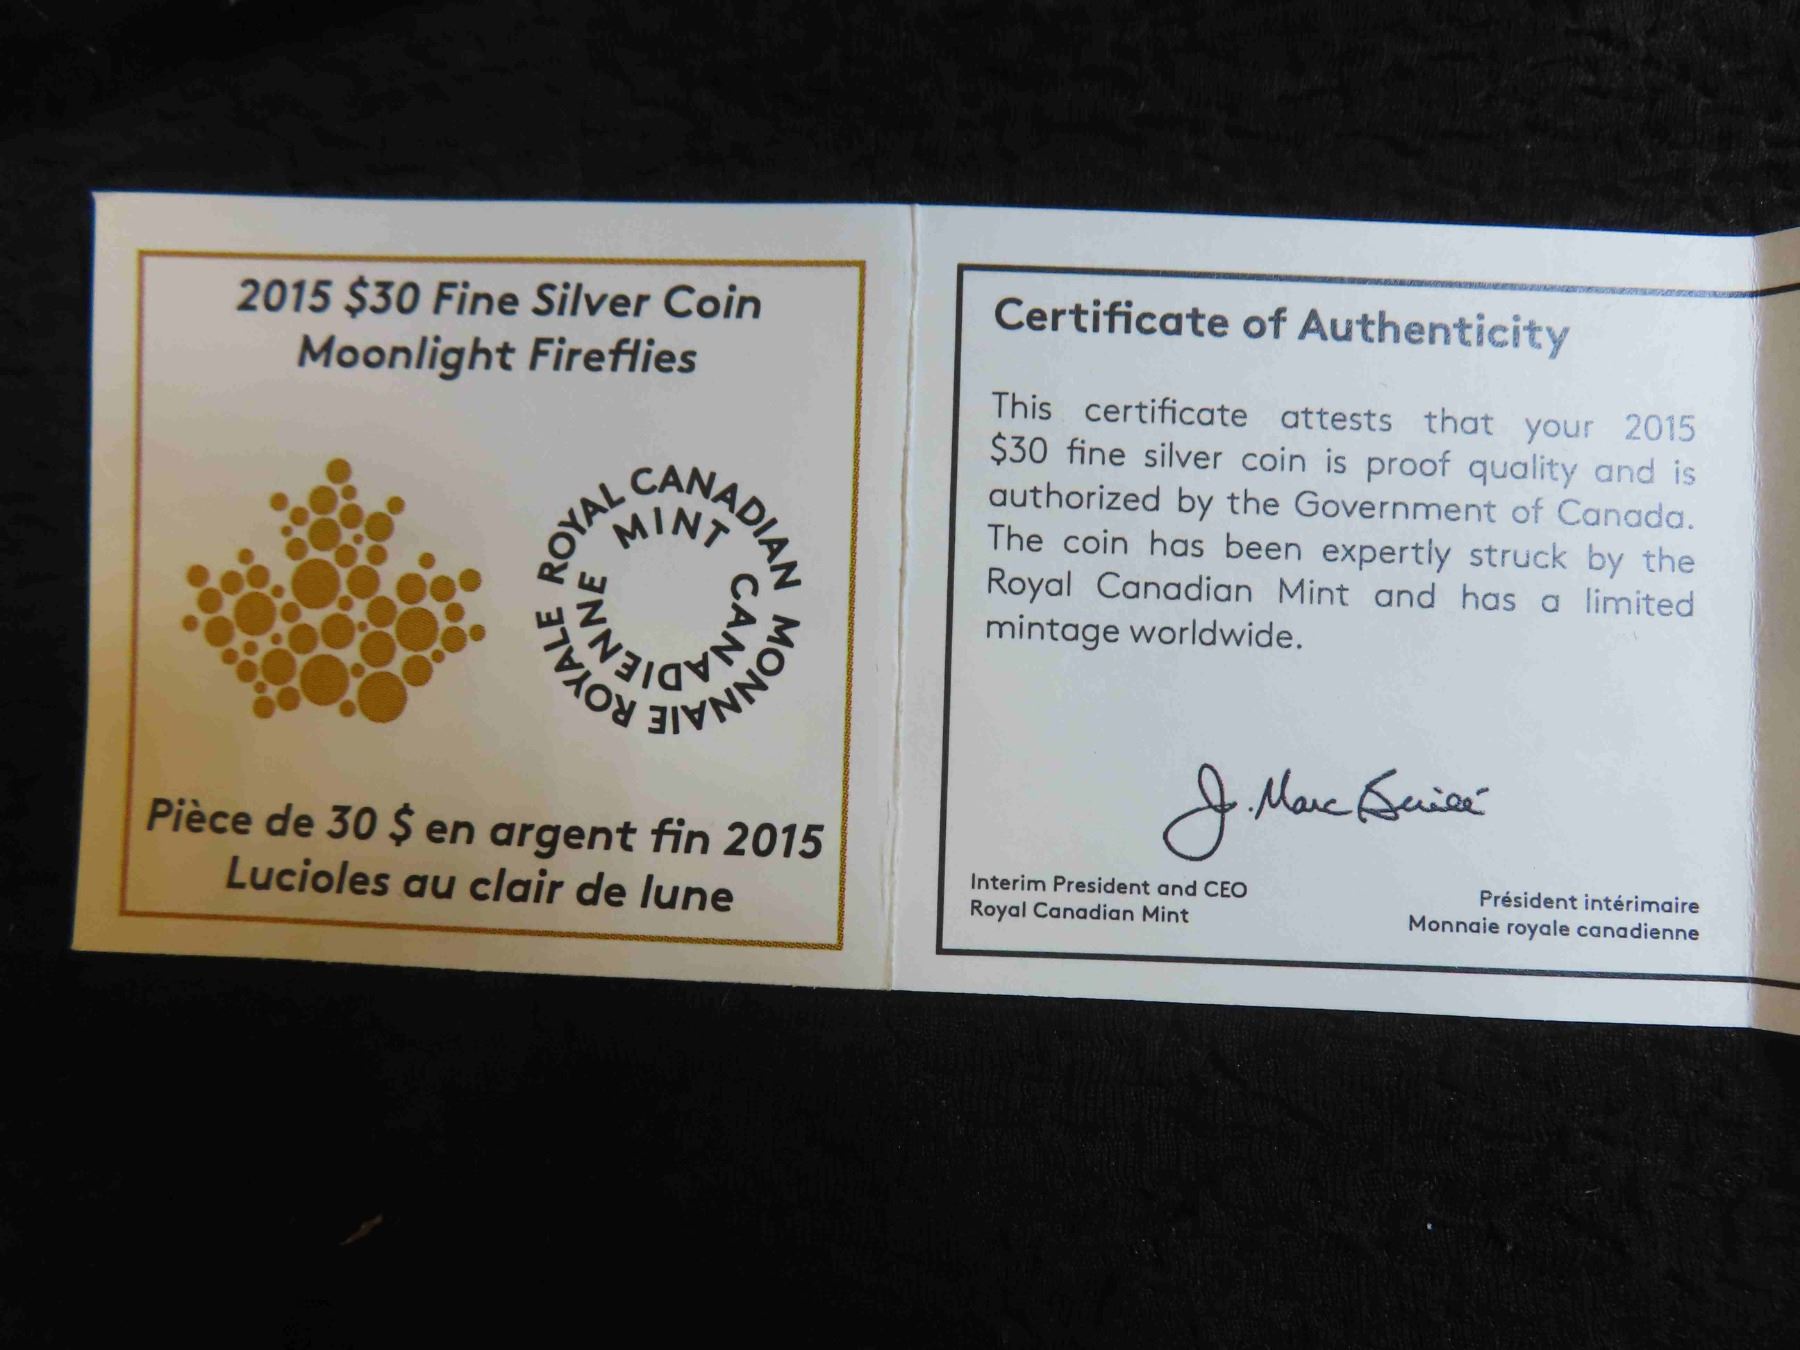 2015 $30 Fine Silver Coin
Moonlight Fireflies
ROYAL CANADIAN MINT
MONNAIE ROYALE CANADIENNE
Pièce de 30 $ en argent fin 2015
Lucioles au clair de lune
Certificate of Authenticity
This certificate attests that your 2015
$30 fine silver coin is proof quality and is
authorized by the Government of Canada.
The coin has been expertly struck by the
Royal Canadian Mint and has a limited
mintage worldwide.
J. Marc Brûlé
Interim President and CEO
Royal Canadian Mint
Président intérimaire
Monnaie royale canadienne